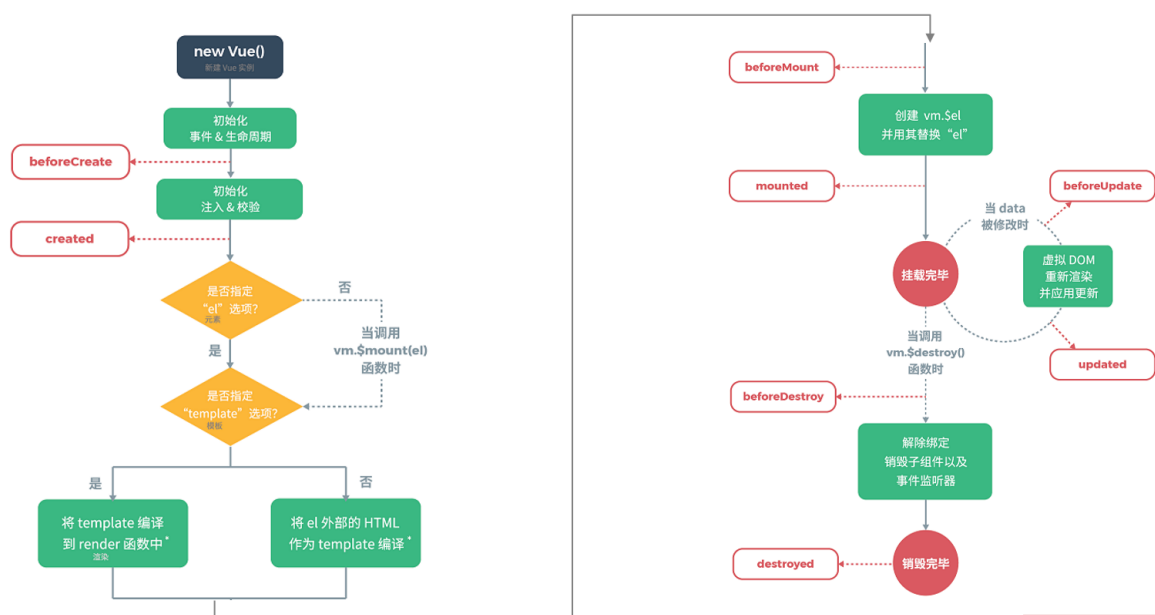 new Vue()
新建 Vue 实例
初始化
事件 & 生命周期
beforeCreate
初始化
注入 & 校验
created
是否指定
“el” 选项?
元素
否
当调用
vm.$mount(el)
函数时
是
是否指定
“template” 选项?
模板
是
否
将 template 编译
到 render 函数中*
渲染
将 el 外部的 HTML
作为 template 编译*
beforeMount
创建 vm.$el
并用其替换 “el”
mounted
当 data
被修改时
beforeUpdate
挂载完毕
虚拟 DOM
重新渲染
并应用更新
updated
当调用
vm.$destroy()
函数时
beforeDestroy
解除绑定
销毁子组件以及
事件监听器
destroyed
销毁完毕